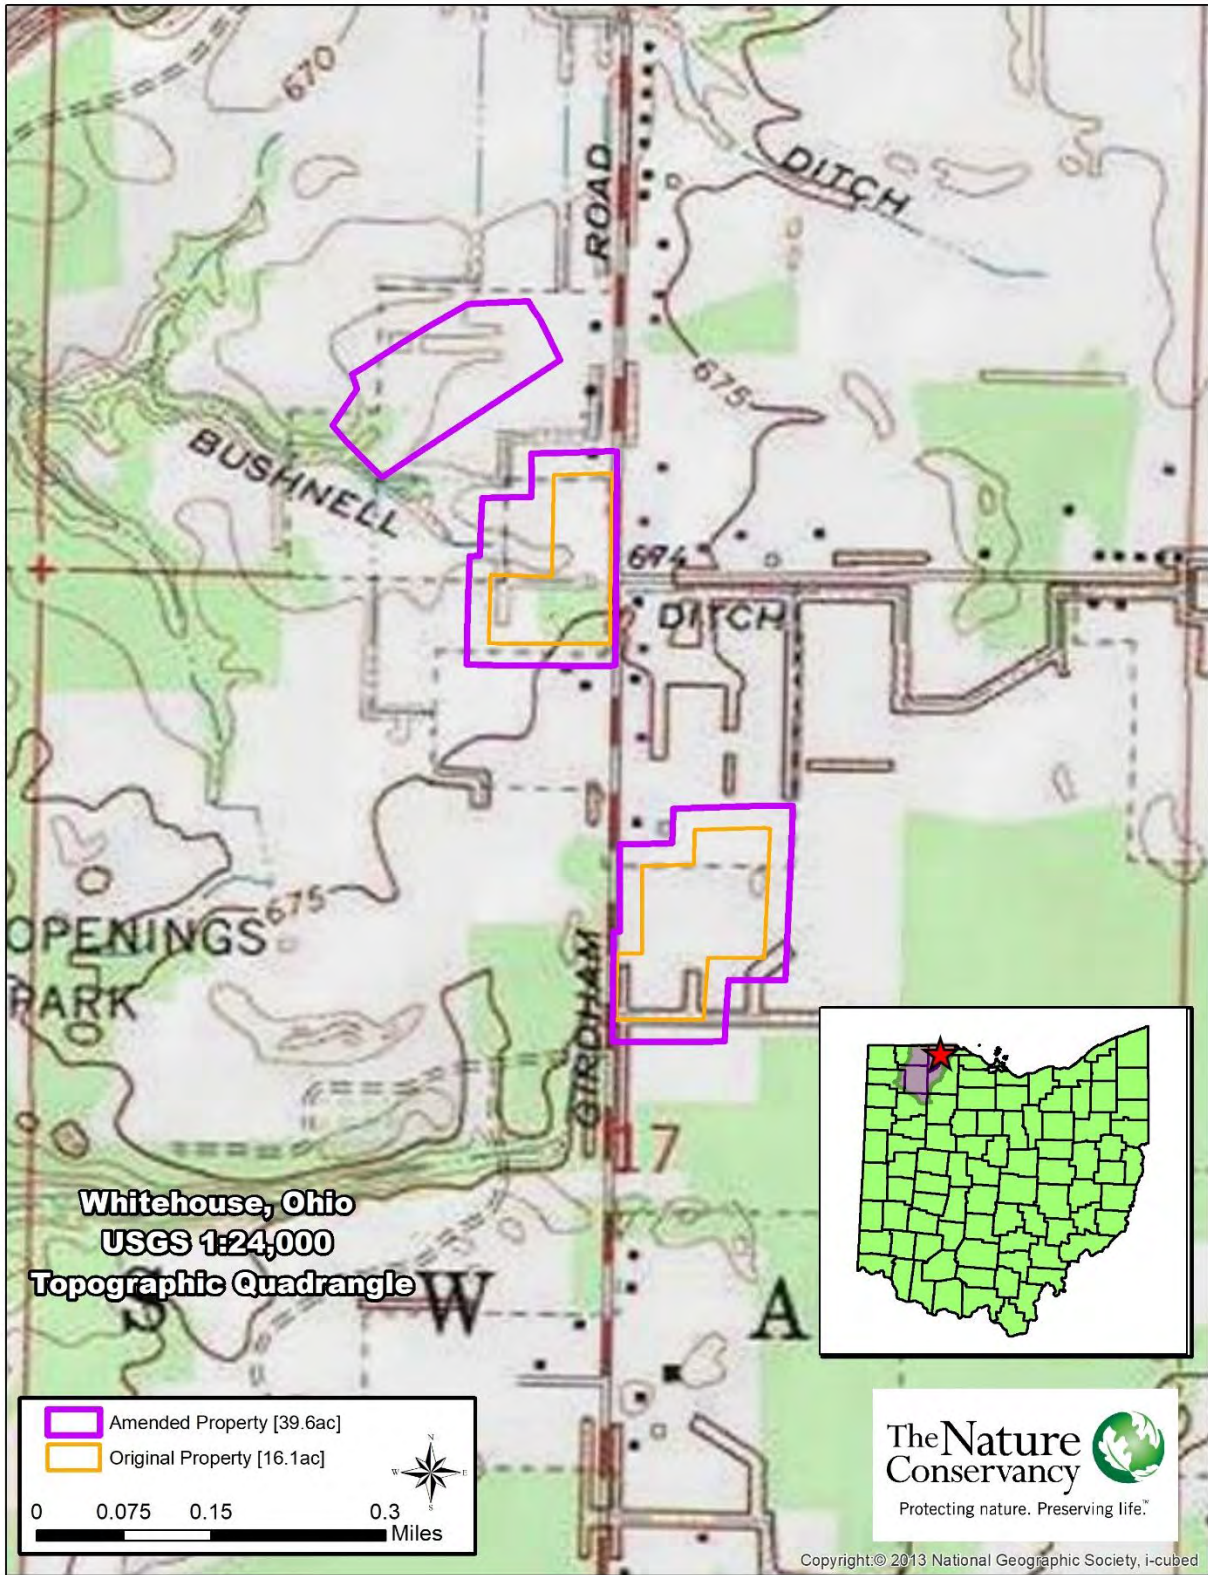 670
ROAD
DITCH
675
BUSHNELL
674
DITCH
675
OPENINGS
PARK
GIRDHAM
17
Whitehouse, Ohio
USGS 1:24,000
Topographic Quadrangle
S W A
Amended Property [39.6ac]
Original Property [16.1ac]
N
W E
S
0 0.075 0.15 0.3
Miles
The Nature
Conservancy
Protecting nature. Preserving life.™
Copyright:© 2013 National Geographic Society, i-cubed